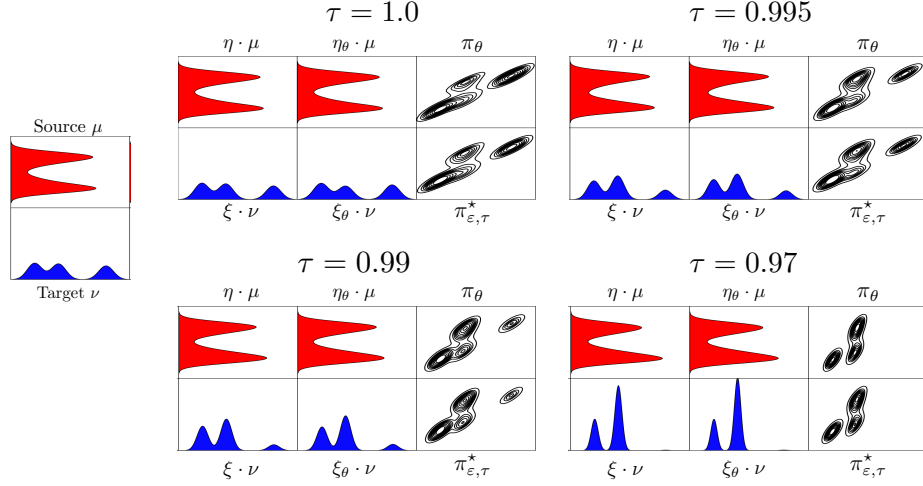 τ = 1.0
η · μ η_θ · μ π_θ
ξ · ν ξ_θ · ν π^⋆_{ε,τ}
τ = 0.995
η · μ η_θ · μ π_θ
ξ · ν ξ_θ · ν π^⋆_{ε,τ}
Source μ
Target ν
τ = 0.99
η · μ η_θ · μ π_θ
ξ · ν ξ_θ · ν π^⋆_{ε,τ}
τ = 0.97
η · μ η_θ · μ π_θ
ξ · ν ξ_θ · ν π^⋆_{ε,τ}